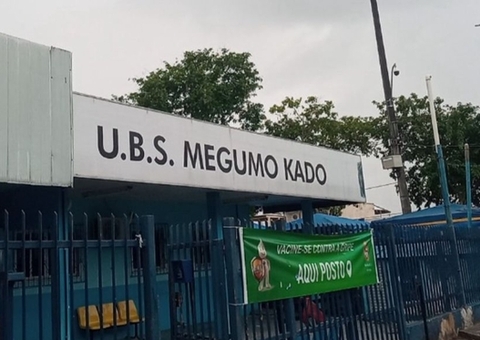 U.B.S. MEGUMO KADO
VACINE-SE CONTRA A GRIPE
AQUI POSTO